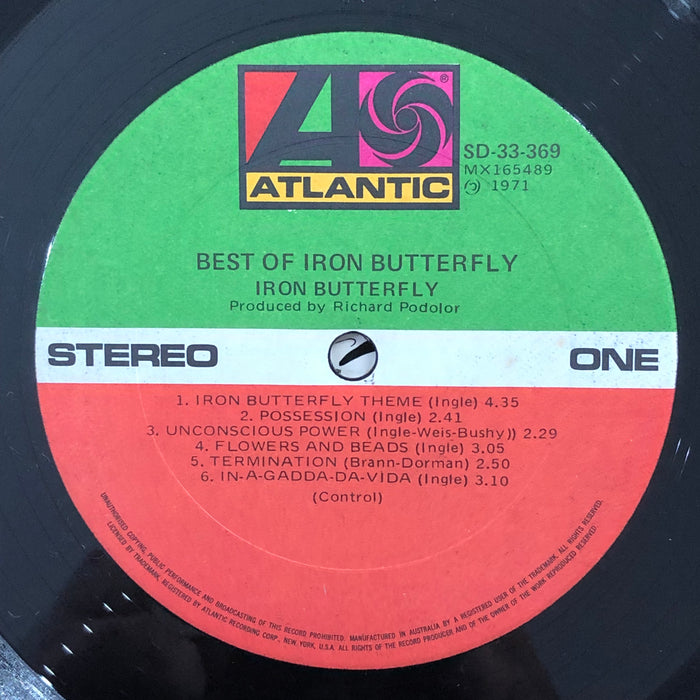 ATLANTIC
SD-33-369
MX165489
℗ 1971
BEST OF IRON BUTTERFLY
IRON BUTTERFLY
Produced by Richard Podolor
STEREO
ONE
1. IRON BUTTERFLY THEME (Ingle) 4.35
2. POSSESSION (Ingle) 2.41
3. UNCONSCIOUS POWER (Ingle-Weis-Bushy)) 2.29
4. FLOWERS AND BEADS (Ingle) 3.05
5. TERMINATION (Brann-Dorman) 2.50
6. IN-A-GADDA-DA-VIDA (Ingle) 3.10
(Control)
UNAUTHORISED COPYING, PUBLIC PERFORMANCE AND BROADCASTING OF THIS RECORD PROHIBITED. MANUFACTURED IN AUSTRALIA BY A REGISTERED USER OF THE TRADEMARK. ALL RIGHTS RESERVED.
LICENSED BY TRADEMARK, REGISTERED BY ATLANTIC RECORDING CORP., NEW YORK, U.S.A. ALL RIGHTS OF THE RECORD PRODUCER AND OF THE OWNER OF THE WORK REPRODUCED RESERVED.